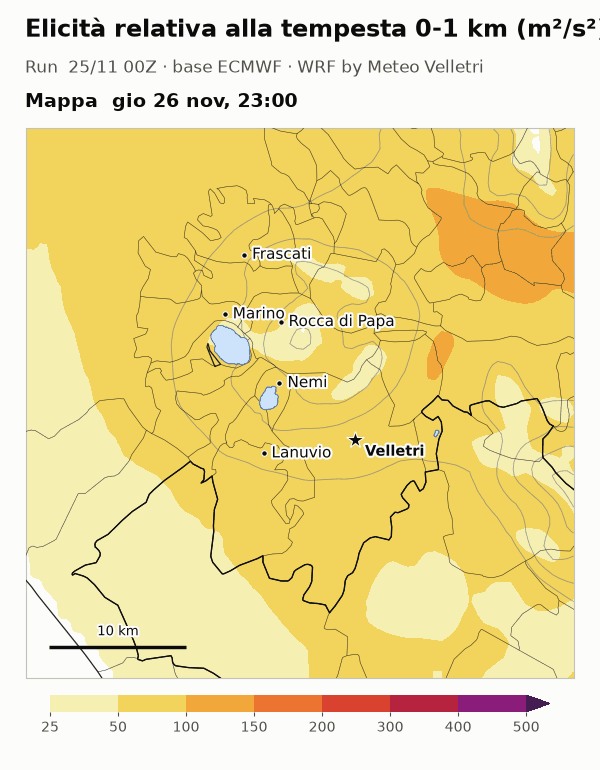 Elicità relativa alla tempesta 0-1 km (m²/s²)
Run 25/11 00Z · base ECMWF · WRF by Meteo Velletri
Mappa gio 26 nov, 23:00
Frascati
Marino
Rocca di Papa
Nemi
Velletri
Lanuvio
10 km
25 50 100 150 200 300 400 500